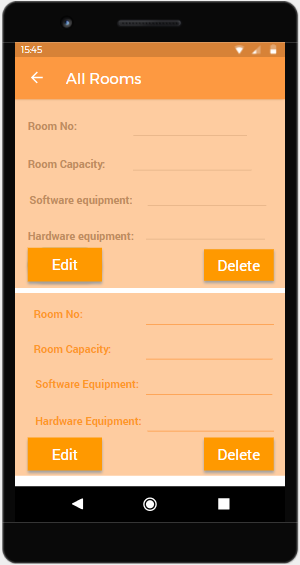 15:45
All Rooms
Room No:
Room Capacity:
Software equipment:
Hardware equipment:
Edit Delete
Room No:
Room Capacity:
Software Equipment:
Hardware Equipment:
Edit Delete